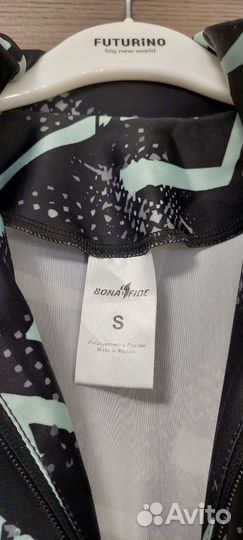 FUTURINO
big new world
BONA FIDE
S
Изготовлено в России
Made in Russia
Avito